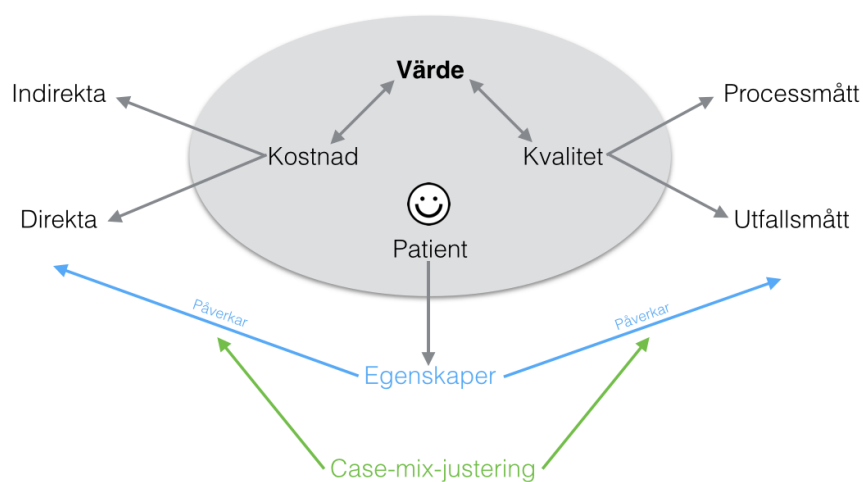 Värde
Indirekta
Processmått
Kostnad
Kvalitet
Direkta
Utfallsmått
Patient
Påverkar
Påverkar
Egenskaper
Case-mix-justering